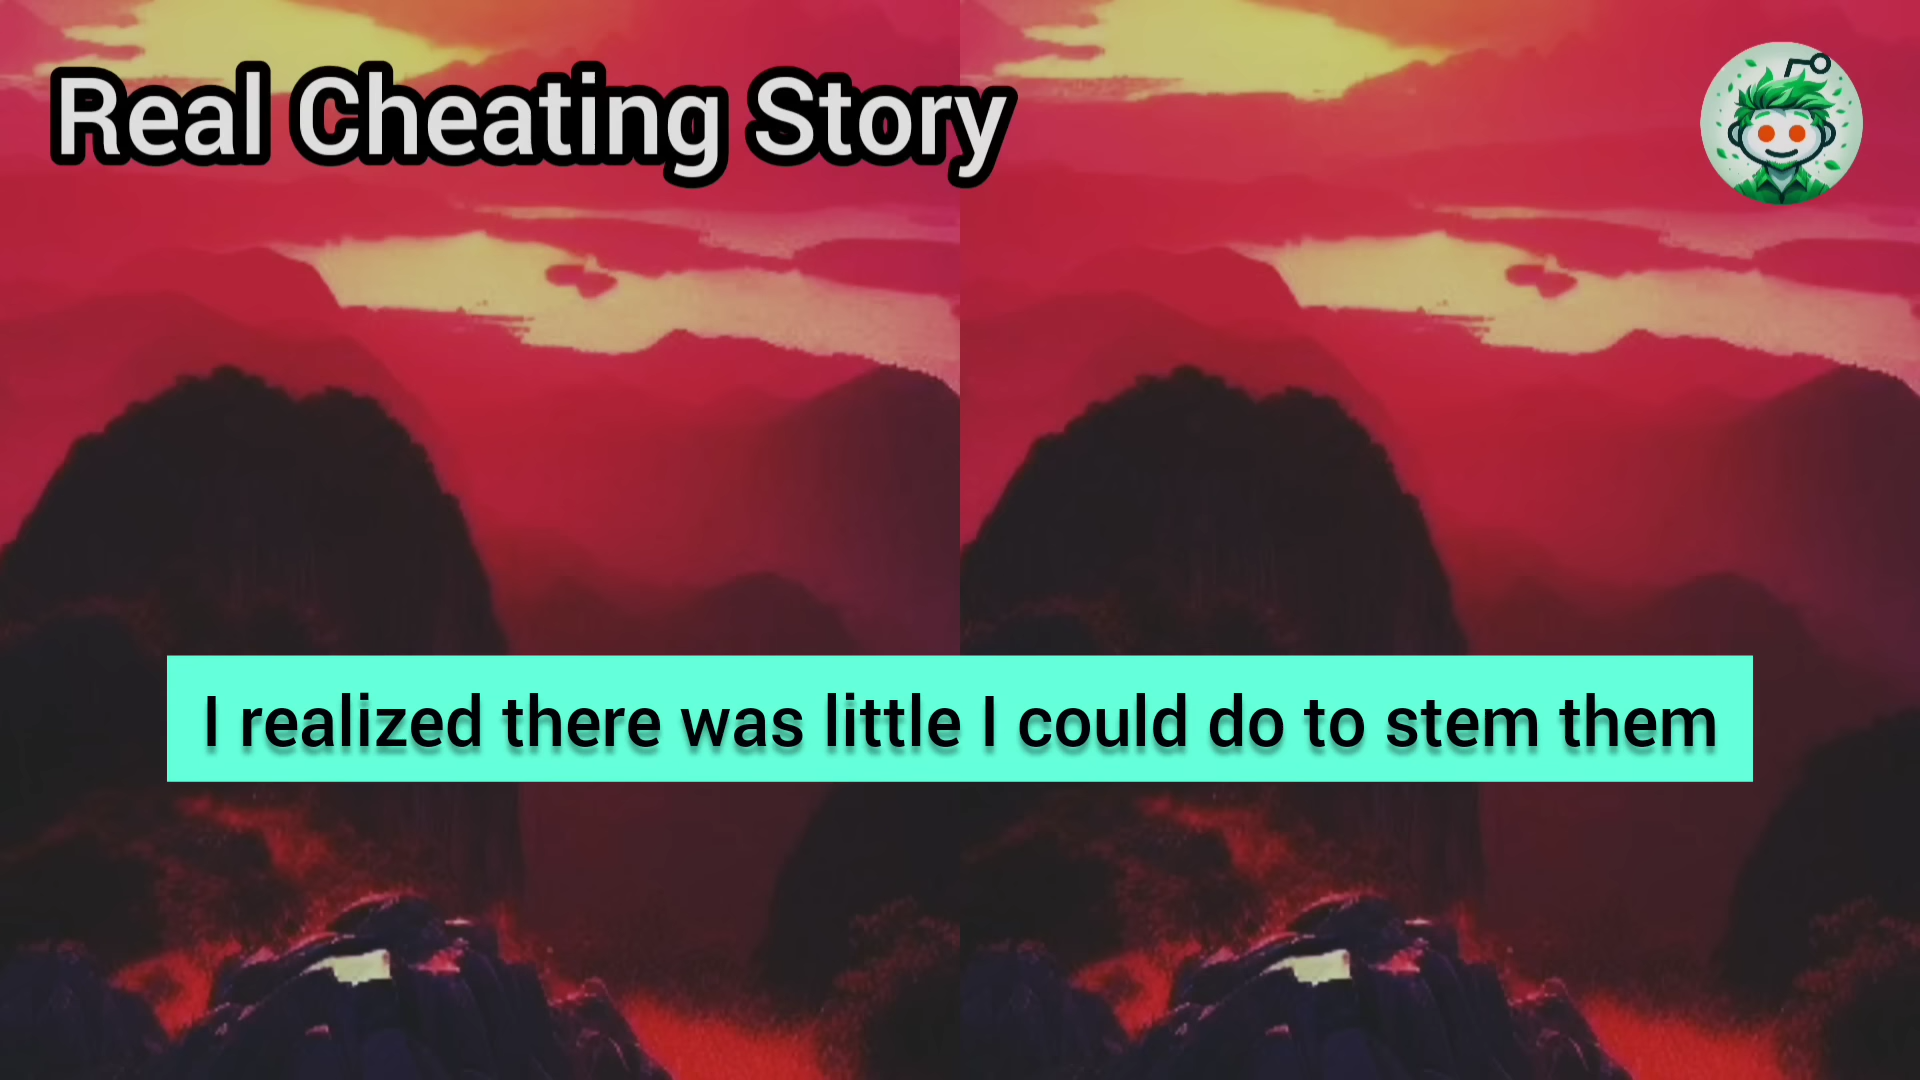 Real Cheating Story
I realized there was little I could do to stem them